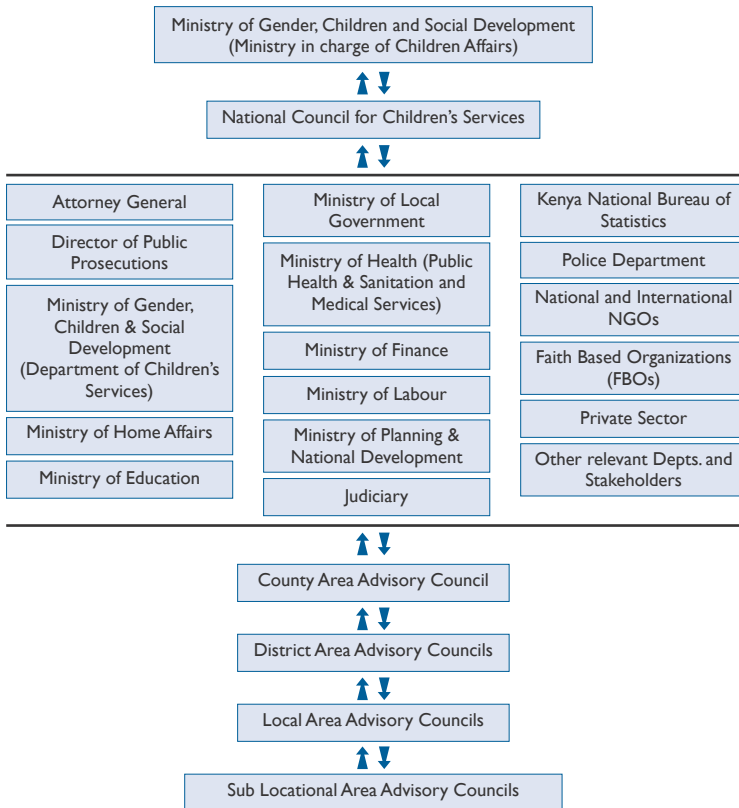 Ministry of Gender, Children and Social Development
(Ministry in charge of Children Affairs)
National Council for Children's Services
Attorney General
Director of Public
Prosecutions
Ministry of Gender,
Children & Social
Development
(Department of Children's
Services)
Ministry of Home Affairs
Ministry of Education
Ministry of Local
Government
Ministry of Health (Public
Health & Sanitation and
Medical Services)
Ministry of Finance
Ministry of Labour
Ministry of Planning &
National Development
Judiciary
Kenya National Bureau of
Statistics
Police Department
National and International
NGOs
Faith Based Organizations
(FBOs)
Private Sector
Other relevant Depts. and
Stakeholders
County Area Advisory Council
District Area Advisory Councils
Local Area Advisory Councils
Sub Locational Area Advisory Councils